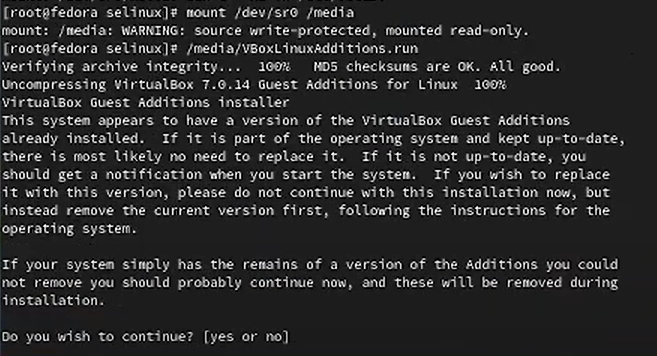 [root@fedora selinux]# mount /dev/sr0 /media
mount: /media: WARNING: source write-protected, mounted read-only.
[root@fedora selinux]# /media/VBoxLinuxAdditions.run
Verifying archive integrity...  100%   MD5 checksums are OK. All good.
Uncompressing VirtualBox 7.0.14 Guest Additions for Linux  100%
VirtualBox Guest Additions installer
This system appears to have a version of the VirtualBox Guest Additions
already installed.  If it is part of the operating system and kept up-to-date,
there is most likely no need to replace it.  If it is not up-to-date, you
should get a notification when you start the system.  If you wish to replace
it with this version, please do not continue with this installation now, but
instead remove the current version first, following the instructions for the
operating system.

If your system simply has the remains of a version of the Additions you could
not remove you should probably continue now, and these will be removed during
installation.

Do you wish to continue? [yes or no]